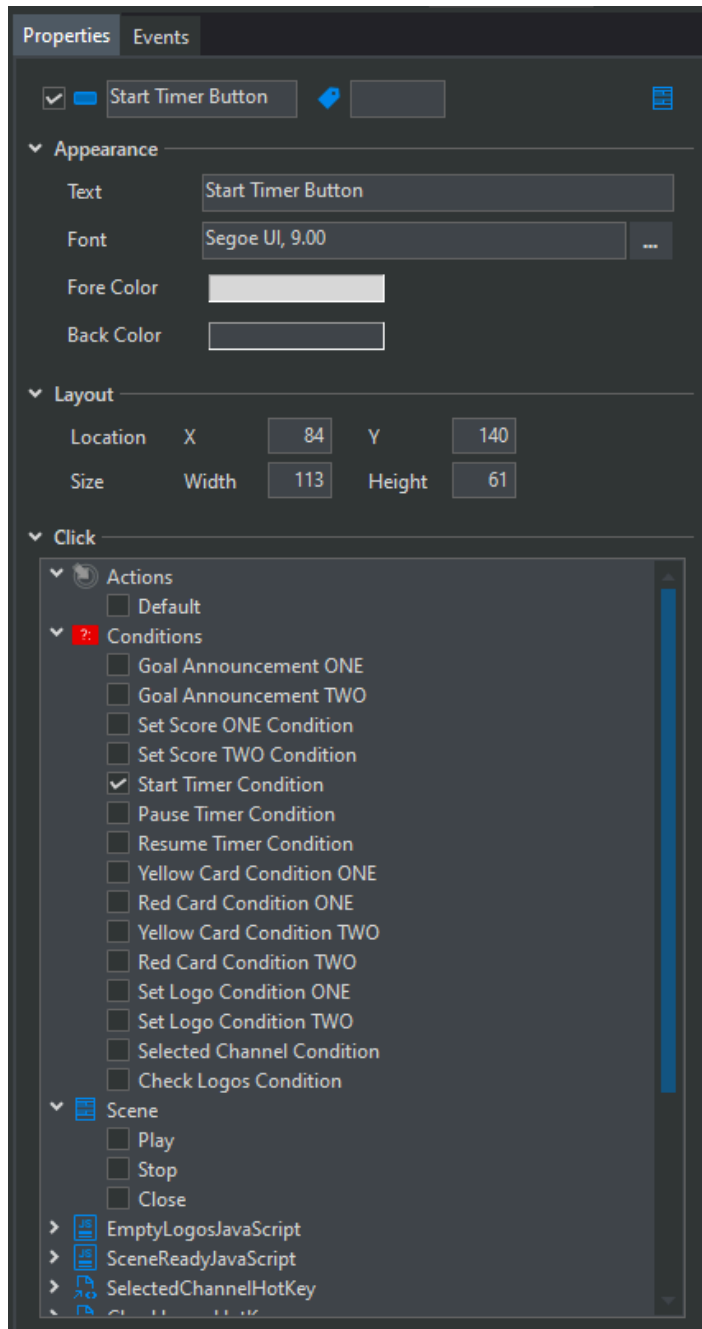 Properties Events
Start Timer Button
Appearance
Text Start Timer Button
Font Segoe UI, 9.00 ...
Fore Color
Back Color
Layout
Location X 84 Y 140
Size Width 113 Height 61
Click
Actions
Default
?: Conditions
Goal Announcement ONE
Goal Announcement TWO
Set Score ONE Condition
Set Score TWO Condition
Start Timer Condition
Pause Timer Condition
Resume Timer Condition
Yellow Card Condition ONE
Red Card Condition ONE
Yellow Card Condition TWO
Red Card Condition TWO
Set Logo Condition ONE
Set Logo Condition TWO
Selected Channel Condition
Check Logos Condition
Scene
Play
Stop
Close
JS EmptyLogosJavaScript
JS SceneReadyJavaScript
SelectedChannelHotKey